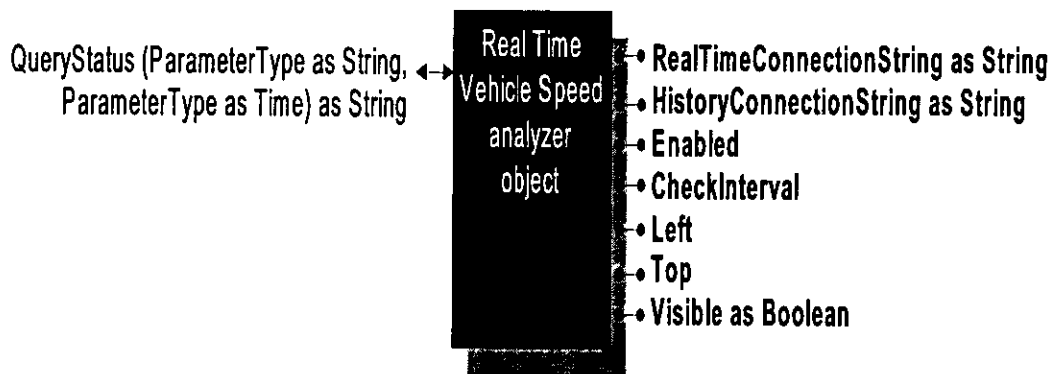 QueryStatus (ParameterType as String,
ParameterType as Time) as String
Real Time
Vehicle Speed
analyzer
object
RealTimeConnectionString as String
HistoryConnectionString as String
Enabled
CheckInterval
Left
Top
Visible as Boolean